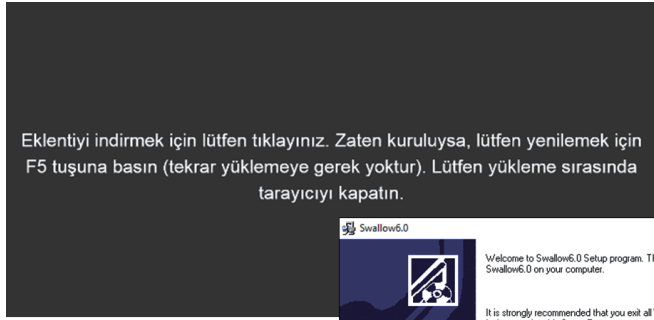 Eklentiyi indirmek için lütfen tıklayınız. Zaten kuruluysa, lütfen yenilemek için
F5 tuşuna basın (tekrar yüklemeye gerek yoktur). Lütfen yükleme sırasında
tarayıcıyı kapatın.
Swallow6.0
Welcome to Swallow6.0 Setup program.
Swallow6.0 on your computer.
It is strongly recommended that you exit all